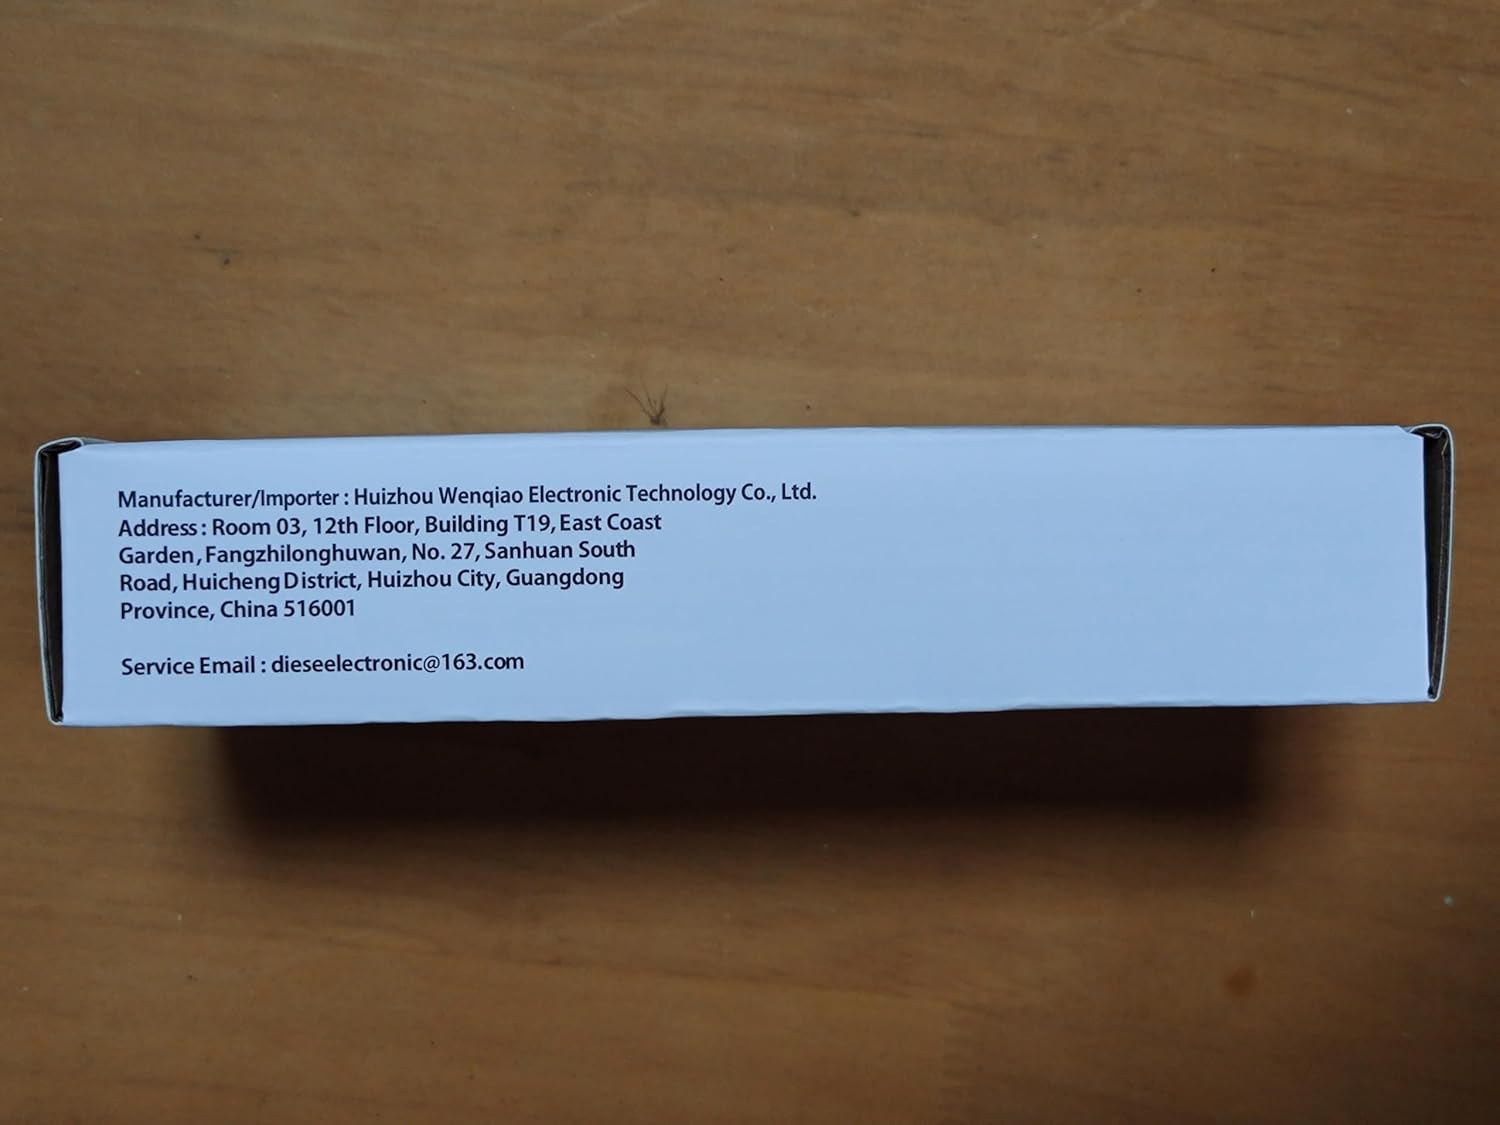 Manufacturer/Importer : Huizhou Wenqiao Electronic Technology Co., Ltd.
Address : Room 03, 12th Floor, Building T19, East Coast
Garden, Fangzhilonghuwan, No. 27, Sanhuan South
Road, Huicheng District, Huizhou City, Guangdong
Province, China 516001
Service Email : dieseelectronic@163.com